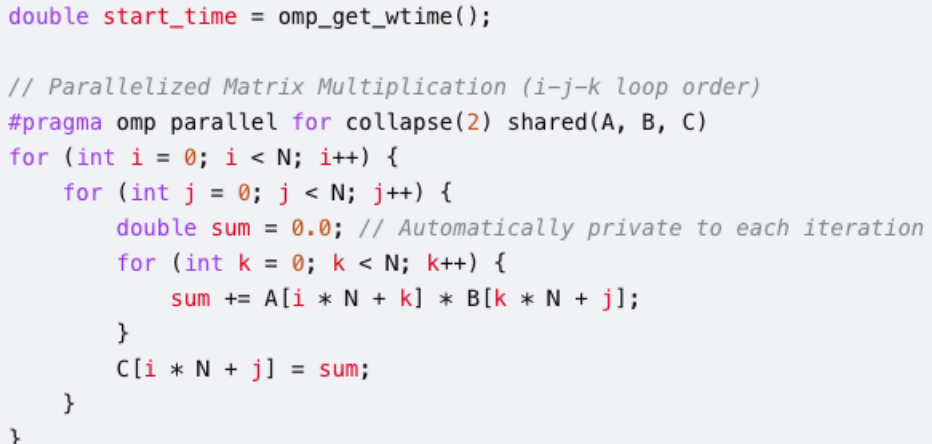 double start_time = omp_get_wtime();
// Parallelized Matrix Multiplication (i-j-k loop order)
#pragma omp parallel for collapse(2) shared(A, B, C)
for (int i = 0; i < N; i++) {
    for (int j = 0; j < N; j++) {
        double sum = 0.0; // Automatically private to each iteration
        for (int k = 0; k < N; k++) {
            sum += A[i * N + k] * B[k * N + j];
        }
        C[i * N + j] = sum;
    }
}